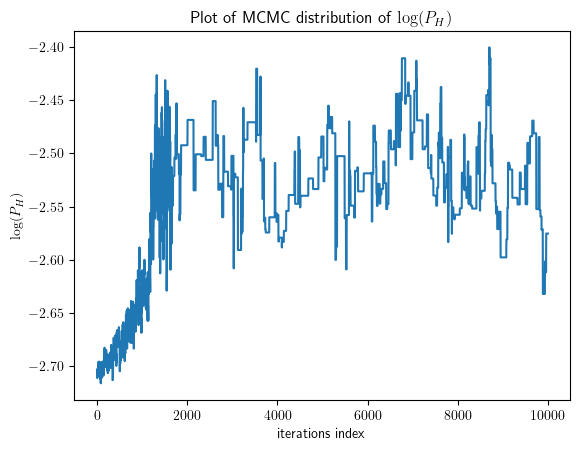 Plot of MCMC distribution of log(P_H)
log(P_H)
−2.40
−2.45
−2.50
−2.55
−2.60
−2.65
−2.70
0 2000 4000 6000 8000 10000
iterations index